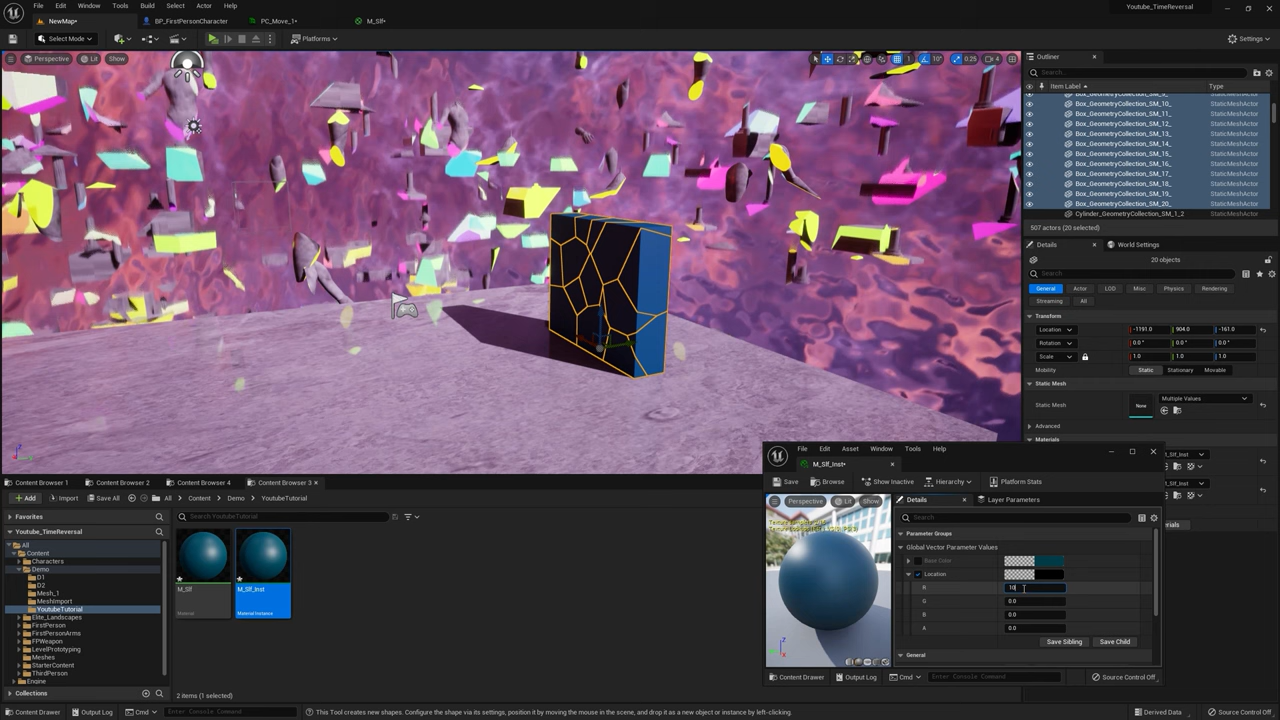 File Edit Window Tools Build Select Actor Help
Youtube_TimeReversal
NewMap•
BP_FirstPersonCharacter
PC_Move_1•
M_Slf•
Select Mode
Platforms
Settings
Perspective
Lit
Show
1
10°
0.25
4
Outliner
Search...
Item Label
Type
Box_GeometryCollection_SM_11_ StaticMeshActor
Box_GeometryCollection_SM_12_ StaticMeshActor
Box_GeometryCollection_SM_13_ StaticMeshActor
Box_GeometryCollection_SM_14_ StaticMeshActor
Box_GeometryCollection_SM_15_ StaticMeshActor
Box_GeometryCollection_SM_16_ StaticMeshActor
Box_GeometryCollection_SM_17_ StaticMeshActor
Box_GeometryCollection_SM_18_ StaticMeshActor
Box_GeometryCollection_SM_19_ StaticMeshActor
Box_GeometryCollection_SM_20_ StaticMeshActor
Cylinder_GeometryCollection_SM_1_2 StaticMeshActor
507 actors (20 selected)
Details
World Settings
20 objects
Search
General Actor LOD Misc Physics Rendering
Streaming All
Transform
Location -1191.0 904.0 -161.0
Rotation 0.0° 0.0° 0.0°
Scale 1.0 1.0 1.0
Mobility Static Stationary Movable
Static Mesh
Static Mesh None Multiple Values
Advanced
Materials
Content Browser 1
Content Browser 2
Content Browser 4
Content Browser 3
Add Import Save All All Content Demo YoutubeTutorial
Favorites
Search YoutubeTutorial
Youtube_TimeReversal
All
Content
Characters
Demo
D1
D2
Mesh_1
MeshImport
YoutubeTutorial
Elite_Landscapes
FirstPerson
FirstPersonArms
FPWeapon
LevelPrototyping
Meshes
StarterContent
ThirdPerson
Engine
Collections
M_Slf
Material
M_Slf_Inst
Material Instance
2 items (1 selected)
File Edit Asset Window Tools Help
M_Slf_Inst•
Save Browse Show Inactive Hierarchy Platform Stats
Perspective Lit Show
Details
Layer Parameters
Search
Parameter Groups
Global Vector Parameter Values
Base Color
Location
R 10
G 0.0
B 0.0
A 0.0
Save Sibling Save Child
General
Content Drawer Output Log Cmd Enter Console Command Source Control Off
Content Drawer Output Log Cmd Enter Console Command
This Tool creates new shapes. Configure the shape via its settings, position it by moving the mouse in the scene, and drop it as a new object or instance by left-clicking.
Derived Data
Source Control Off